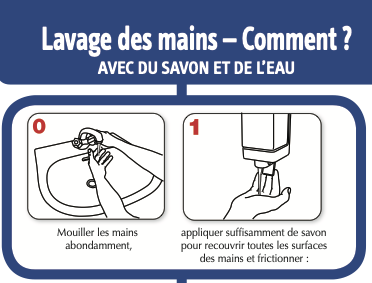 Lavage des mains – Comment ?
AVEC DU SAVON ET DE L'EAU
0
1
Mouiller les mains
abondamment,
appliquer suffisamment de savon
pour recouvrir toutes les surfaces
des mains et frictionner :